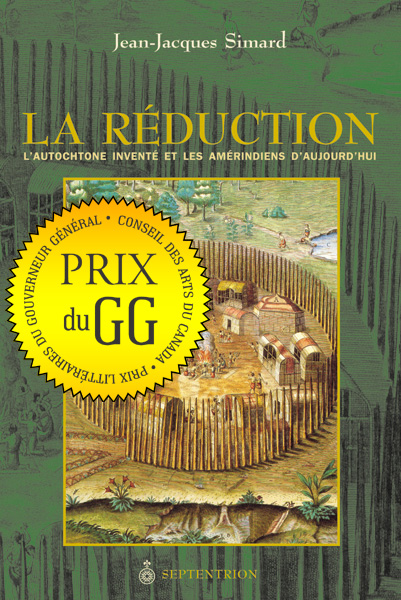 Jean-Jacques Simard
LA RÉDUCTION
L'AUTOCHTONE INVENTÉ ET LES AMÉRINDIENS D'AUJOURD'HUI
PRIX LITTÉRAIRES DU GOUVERNEUR GÉNÉRAL • CONSEIL DES ARTS DU CANADA •
PRIX
du GG
SEPTENTRION